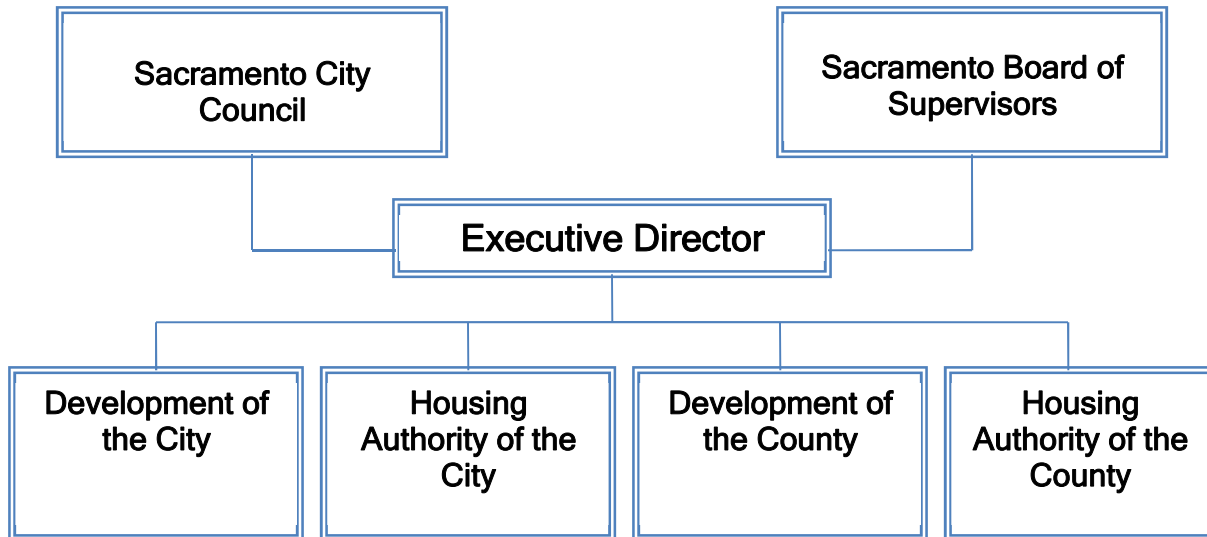 Sacramento City
Council
Sacramento Board of
Supervisors
Executive Director
Development of
the City
Housing
Authority of the
City
Development of
the County
Housing
Authority of the
County